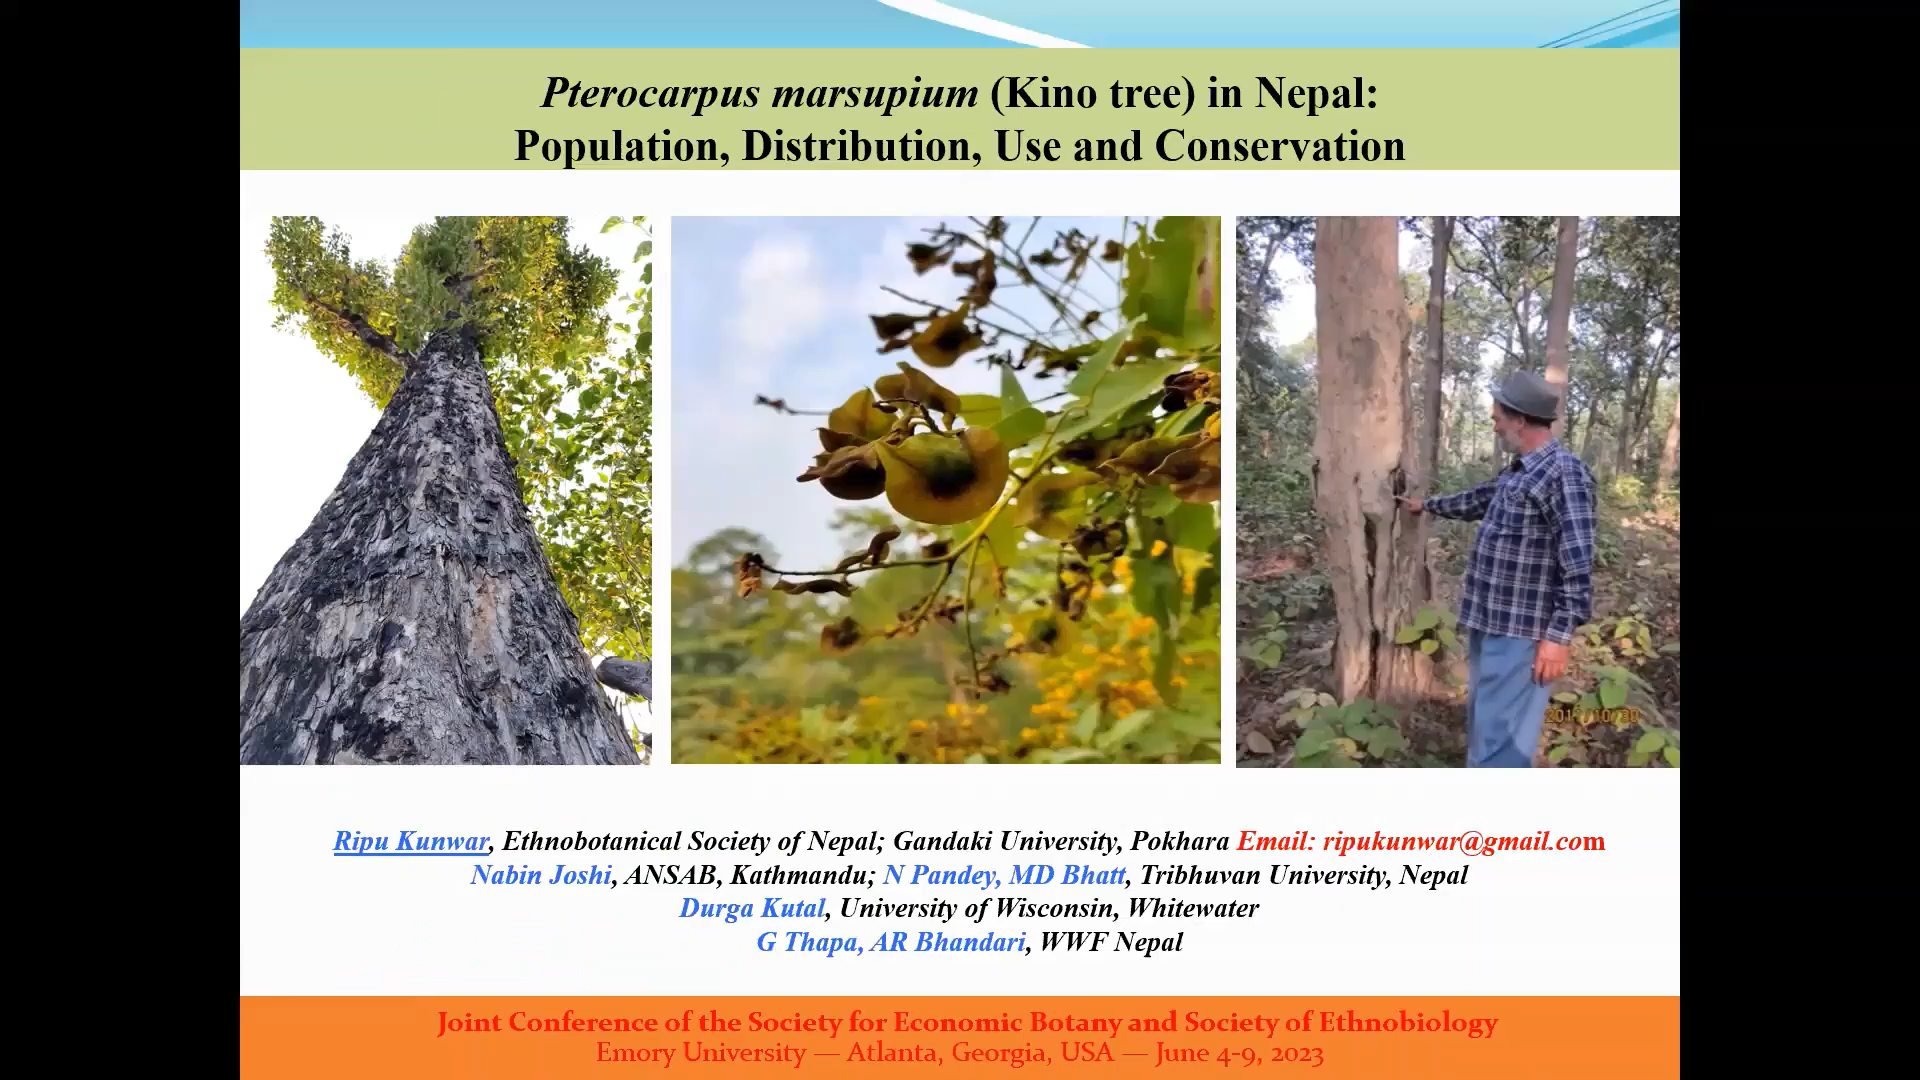 Pterocarpus marsupium (Kino tree) in Nepal:
Population, Distribution, Use and Conservation
Ripu Kunwar, Ethnobotanical Society of Nepal; Gandaki University, Pokhara Email: ripukunwar@gmail.com
Nabin Joshi, ANSAB, Kathmandu; N Pandey, MD Bhatt, Tribhuvan University, Nepal
Durga Kutal, University of Wisconsin, Whitewater
G Thapa, AR Bhandari, WWF Nepal
Joint Conference of the Society for Economic Botany and Society of Ethnobiology
Emory University — Atlanta, Georgia, USA — June 4-9, 2023